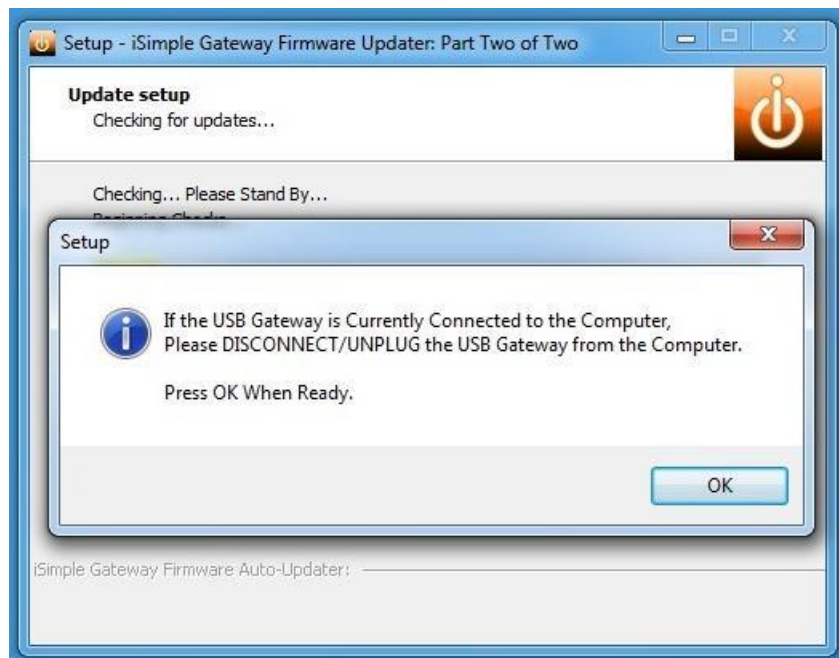 Setup - iSimple Gateway Firmware Updater: Part Two of Two
Update setup
Checking for updates...
Checking... Please Stand By...
Beginning Checks
Setup
If the USB Gateway is Currently Connected to the Computer,
Please DISCONNECT/UNPLUG the USB Gateway from the Computer.
Press OK When Ready.
OK
iSimple Gateway Firmware Auto-Updater: